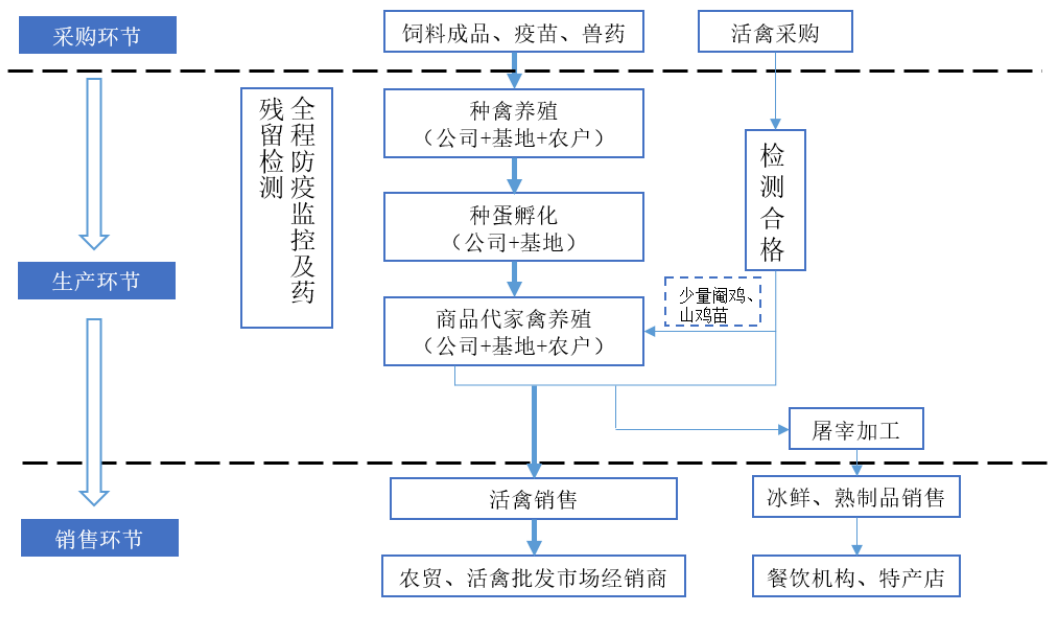 采购环节
饲料成品、疫苗、兽药
活禽采购
全程防疫监控及药
残留检测
种禽养殖
（公司+基地+农户）
检测合格
种蛋孵化
（公司+基地）
生产环节
少量阉鸡、
山鸡苗
商品代家禽养殖
（公司+基地+农户）
屠宰加工
活禽销售
冰鲜、熟制品销售
销售环节
农贸、活禽批发市场经销商
餐饮机构、特产店